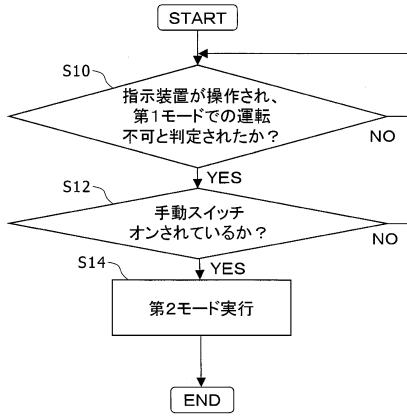 START
S10
指示装置が操作され、
第1モードでの運転
不可と判定されたか？
NO
YES
S12
手動スイッチ
オンされているか？
NO
YES
S14
第2モード実行
END